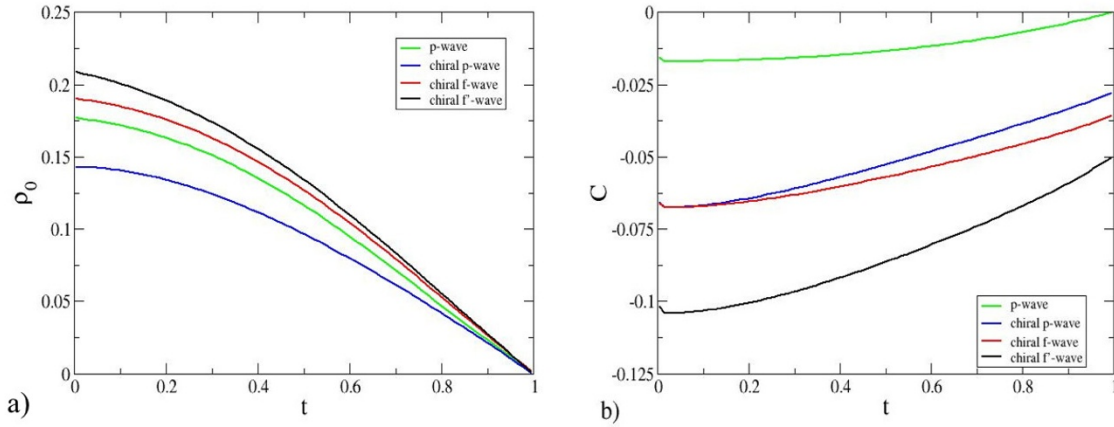 0.25
0.2
0.15
0.1
0.05
0
ρ0
p-wave
chiral p-wave
chiral f-wave
chiral f'-wave
0 0.2 0.4 0.6 0.8 1
t
a)
0
-0.025
-0.05
-0.075
-0.1
-0.125
C
p-wave
chiral p-wave
chiral f-wave
chiral f'-wave
0 0.2 0.4 0.6 0.8 1
t
b)